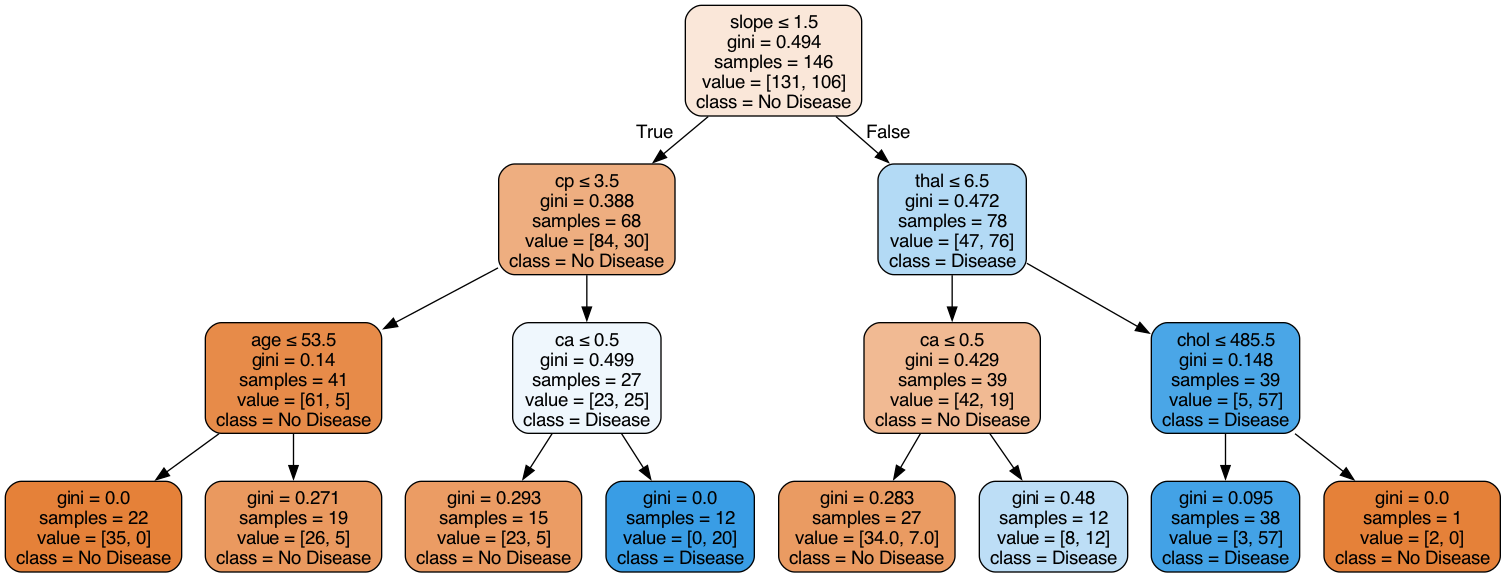 slope ≤ 1.5
gini = 0.494
samples = 146
value = [131, 106]
class = No Disease
True
False
cp ≤ 3.5
gini = 0.388
samples = 68
value = [84, 30]
class = No Disease
thal ≤ 6.5
gini = 0.472
samples = 78
value = [47, 76]
class = Disease
age ≤ 53.5
gini = 0.14
samples = 41
value = [61, 5]
class = No Disease
ca ≤ 0.5
gini = 0.499
samples = 27
value = [23, 25]
class = Disease
ca ≤ 0.5
gini = 0.429
samples = 39
value = [42, 19]
class = No Disease
chol ≤ 485.5
gini = 0.148
samples = 39
value = [5, 57]
class = Disease
gini = 0.0
samples = 22
value = [35, 0]
class = No Disease
gini = 0.271
samples = 19
value = [26, 5]
class = No Disease
gini = 0.293
samples = 15
value = [23, 5]
class = No Disease
gini = 0.0
samples = 12
value = [0, 20]
class = Disease
gini = 0.283
samples = 27
value = [34.0, 7.0]
class = No Disease
gini = 0.48
samples = 12
value = [8, 12]
class = Disease
gini = 0.095
samples = 38
value = [3, 57]
class = Disease
gini = 0.0
samples = 1
value = [2, 0]
class = No Disease